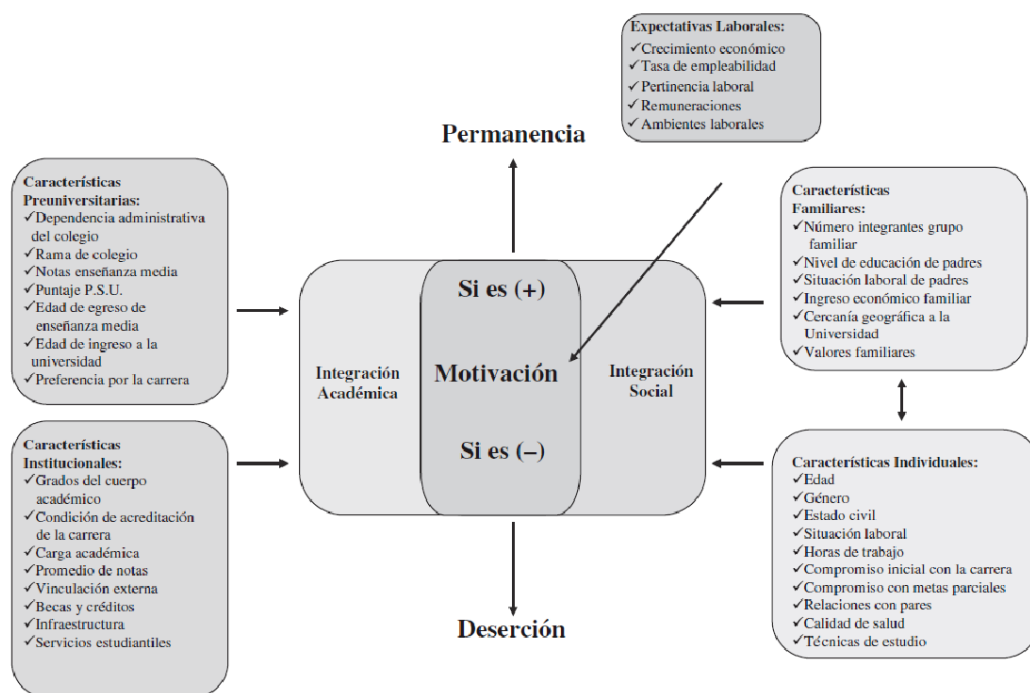 Expectativas Laborales:
✓Crecimiento económico
✓Tasa de empleabilidad
✓Pertinencia laboral
✓Remuneraciones
✓Ambientes laborales
Permanencia
Características
Preuniversitarias:
✓Dependencia administrativa
del colegio
✓Rama de colegio
✓Notas enseñanza media
✓Puntaje P.S.U.
✓Edad de egreso de
enseñanza media
✓Edad de ingreso a la
universidad
✓Preferencia por la carrera
Características
Institucionales:
✓Grados del cuerpo
académico
✓Condición de acreditación
de la carrera
✓Carga académica
✓Promedio de notas
✓Vinculación externa
✓Becas y créditos
✓Infraestructura
✓Servicios estudiantiles
Integración
Académica
Si es (+)
Motivación
Si es (–)
Integración
Social
Deserción
Características
Familiares:
✓Número integrantes grupo
familiar
✓Nivel de educación de padres
✓Situación laboral de padres
✓Ingreso económico familiar
✓Cercanía geográfica a la
Universidad
✓Valores familiares
Características Individuales:
✓Edad
✓Género
✓Estado civil
✓Situación laboral
✓Horas de trabajo
✓Compromiso inicial con la carrera
✓Compromiso con metas parciales
✓Relaciones con pares
✓Calidad de salud
✓Técnicas de estudio